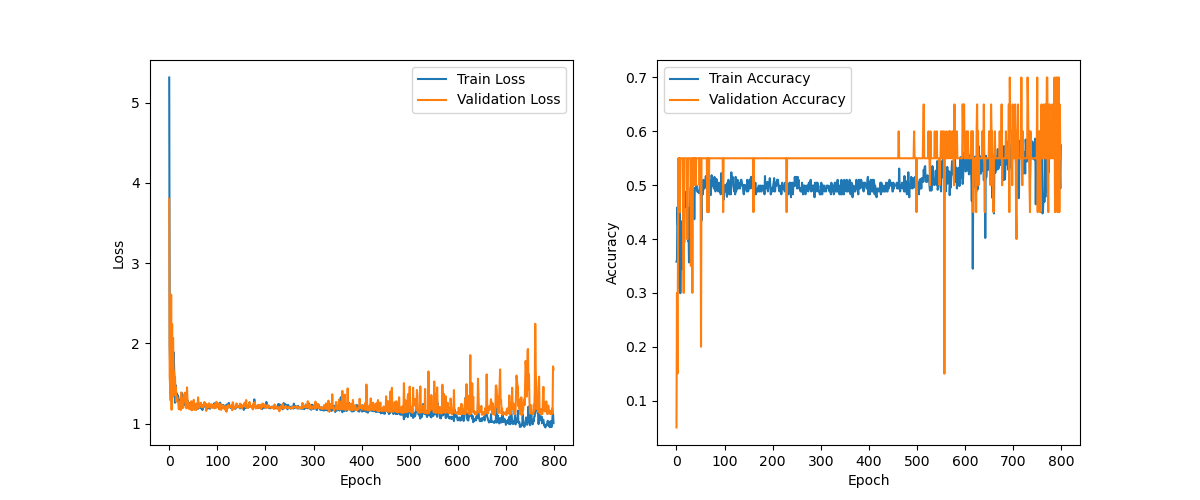 Train Loss
Validation Loss
5
4
3
2
1
Loss
0 100 200 300 400 500 600 700 800
Epoch
Train Accuracy
Validation Accuracy
0.7
0.6
0.5
0.4
0.3
0.2
0.1
Accuracy
0 100 200 300 400 500 600 700 800
Epoch